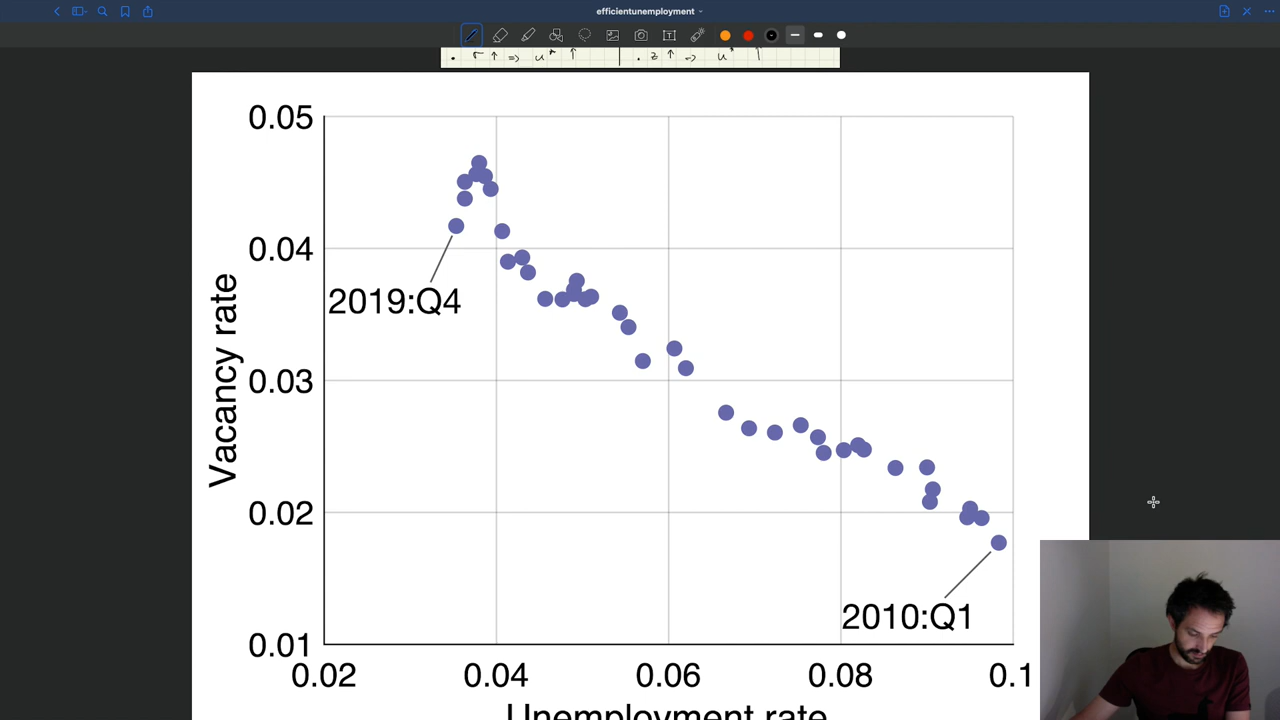 efficientunemployment
. r ↑ => u* ↑ . z ↑ => u* ↑
0.05
0.04
2019:Q4
Vacancy rate
0.03
0.02
2010:Q1
0.01
0.02 0.04 0.06 0.08 0.1
Unemployment rate